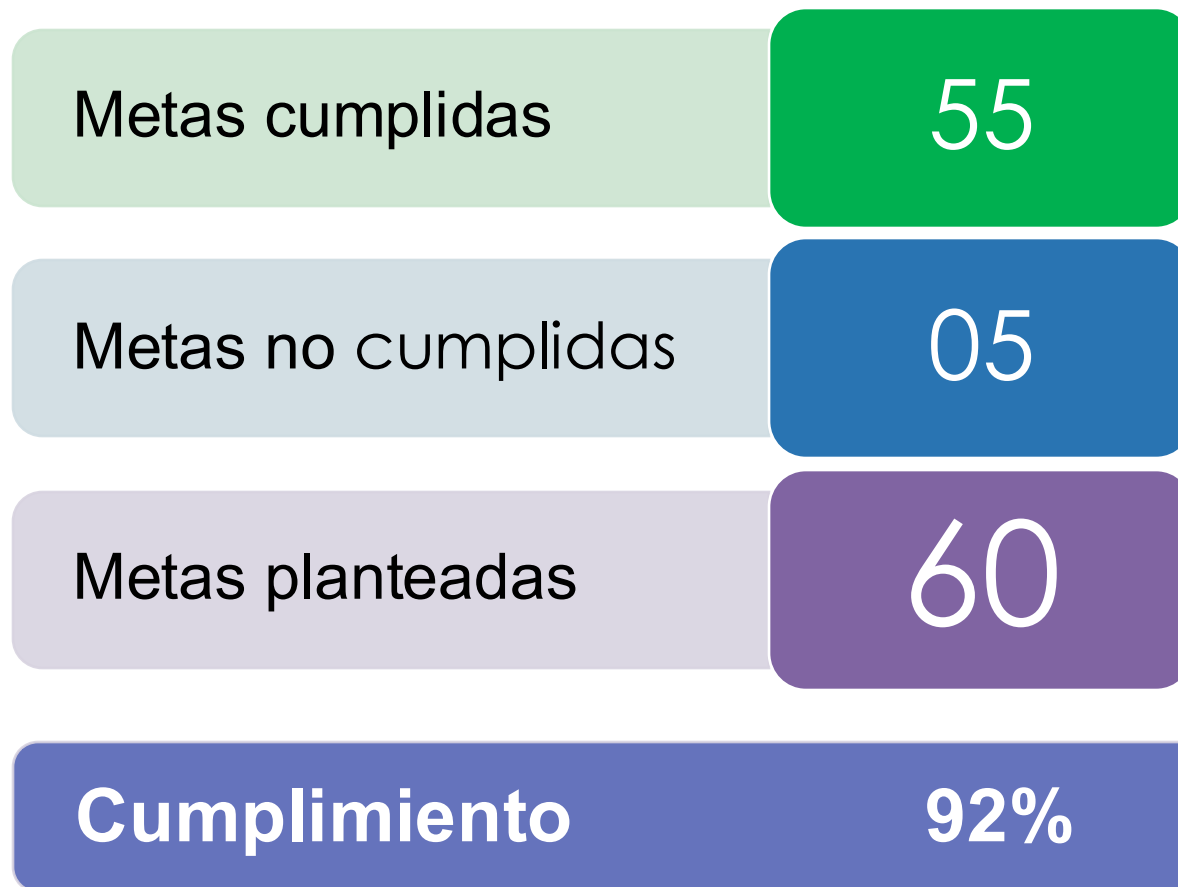 Metas cumplidas 55
Metas no cumplidas 05
Metas planteadas 60
Cumplimiento 92%